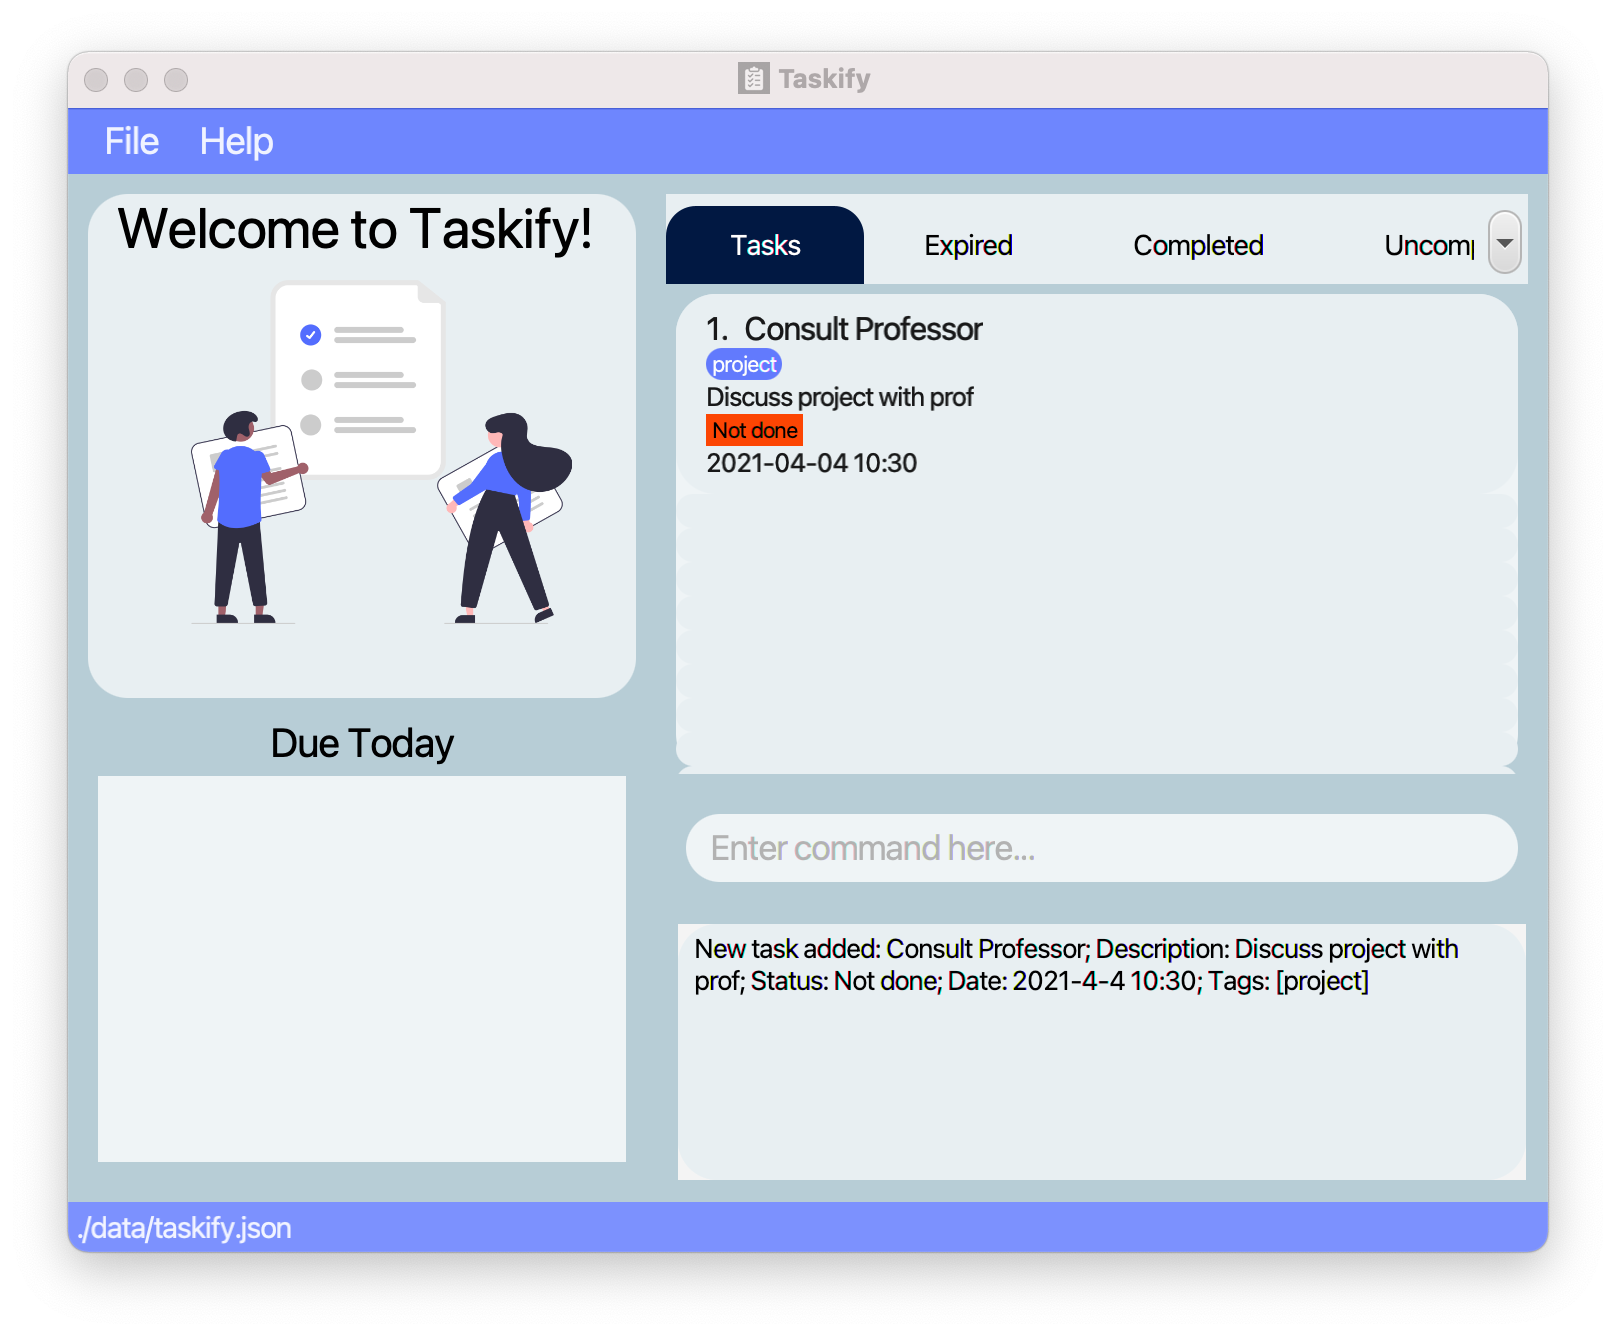 Taskify
File Help
Welcome to Taskify!
Due Today
Tasks Expired Completed Uncomp
1. Consult Professor
project
Discuss project with prof
Not done
2021-04-04 10:30
Enter command here...
New task added: Consult Professor; Description: Discuss project with
prof; Status: Not done; Date: 2021-4-4 10:30; Tags: [project]
./data/taskify.json